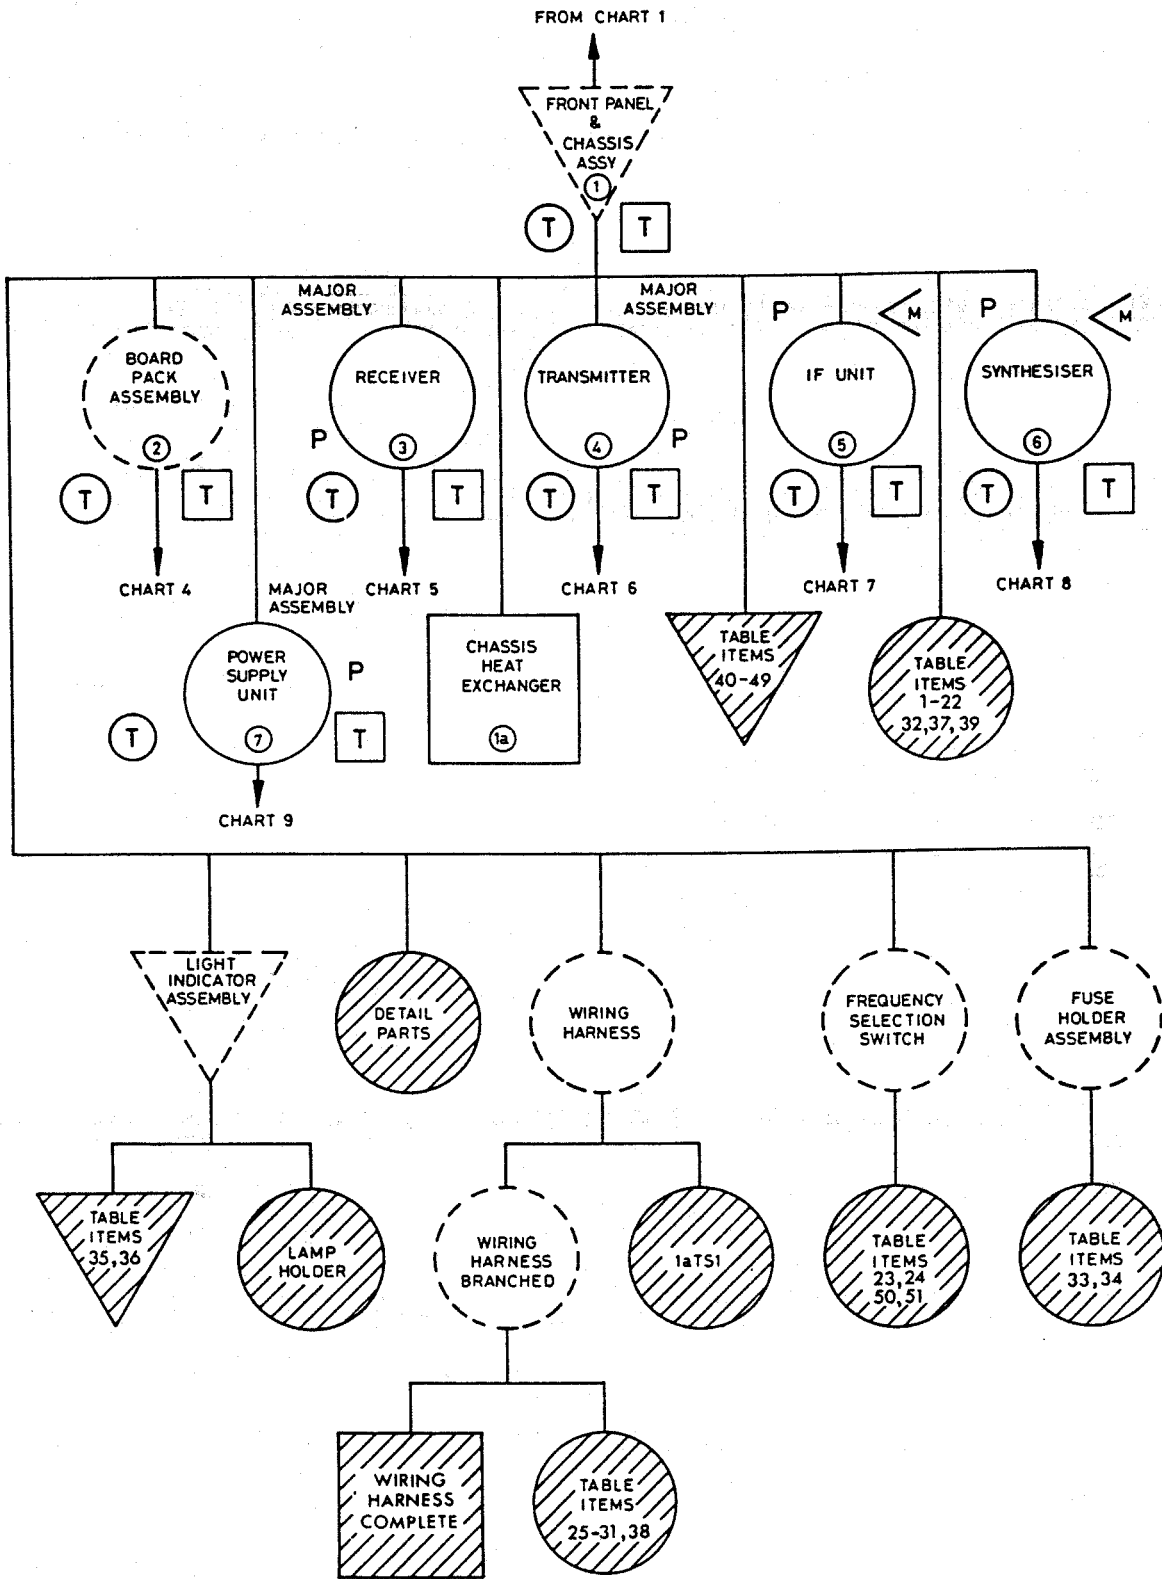 FROM CHART 1
FRONT PANEL
&
CHASSIS
ASSY
1
T
T
MAJOR
ASSEMBLY
MAJOR
ASSEMBLY
BOARD
PACK
ASSEMBLY
2
T
T
CHART 4
RECEIVER
3
P
T
T
CHART 5
TRANSMITTER
4
P
T
T
CHART 6
P
M
IF UNIT
5
T
T
CHART 7
P
M
SYNTHESISER
6
T
T
CHART 8
MAJOR
ASSEMBLY
POWER
SUPPLY
UNIT
7
P
T
T
CHART 9
CHASSIS
HEAT
EXCHANGER
1a
TABLE
ITEMS
40-49
TABLE
ITEMS
1-22
32,37,39
LIGHT
INDICATOR
ASSEMBLY
DETAIL
PARTS
WIRING
HARNESS
FREQUENCY
SELECTION
SWITCH
FUSE
HOLDER
ASSEMBLY
TABLE
ITEMS
35,36
LAMP
HOLDER
WIRING
HARNESS
BRANCHED
1aTS1
TABLE
ITEMS
23,24
50,51
TABLE
ITEMS
33,34
WIRING
HARNESS
COMPLETE
TABLE
ITEMS
25-31,38